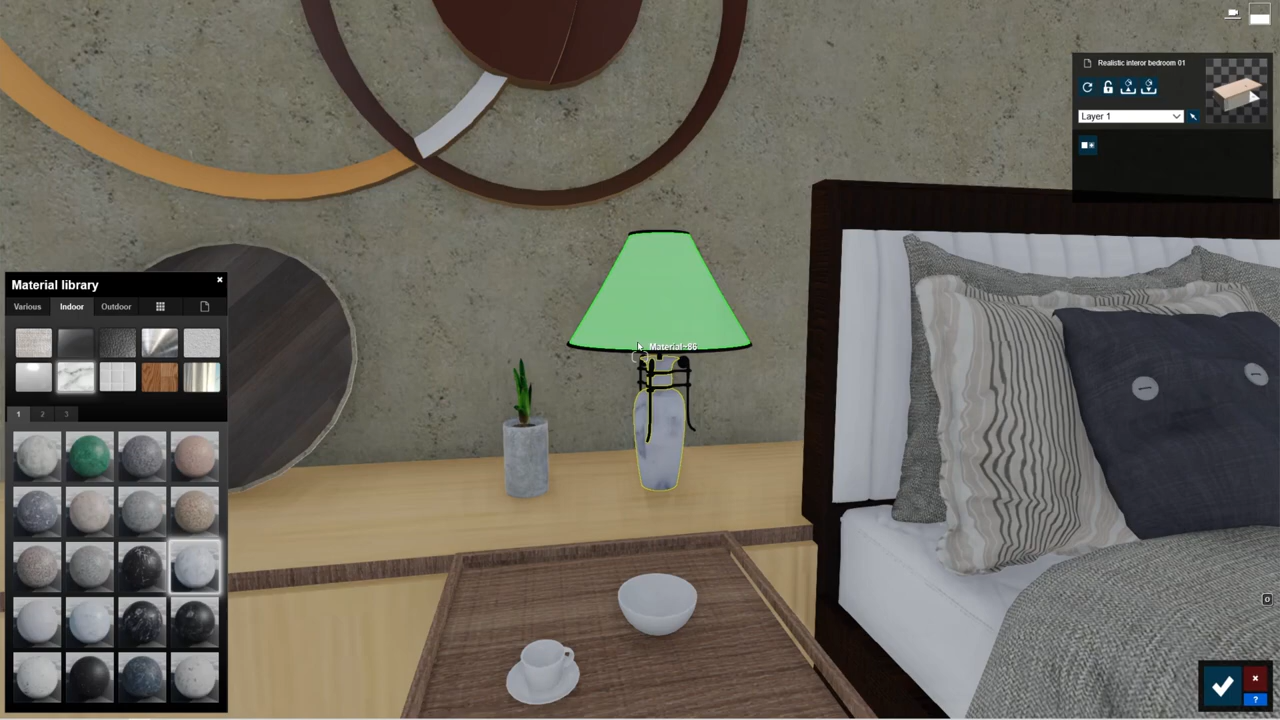 Realistic interor bedroom 01
Layer 1
Material library
Various
Indoor
Outdoor
Material~86
1
2
3
?